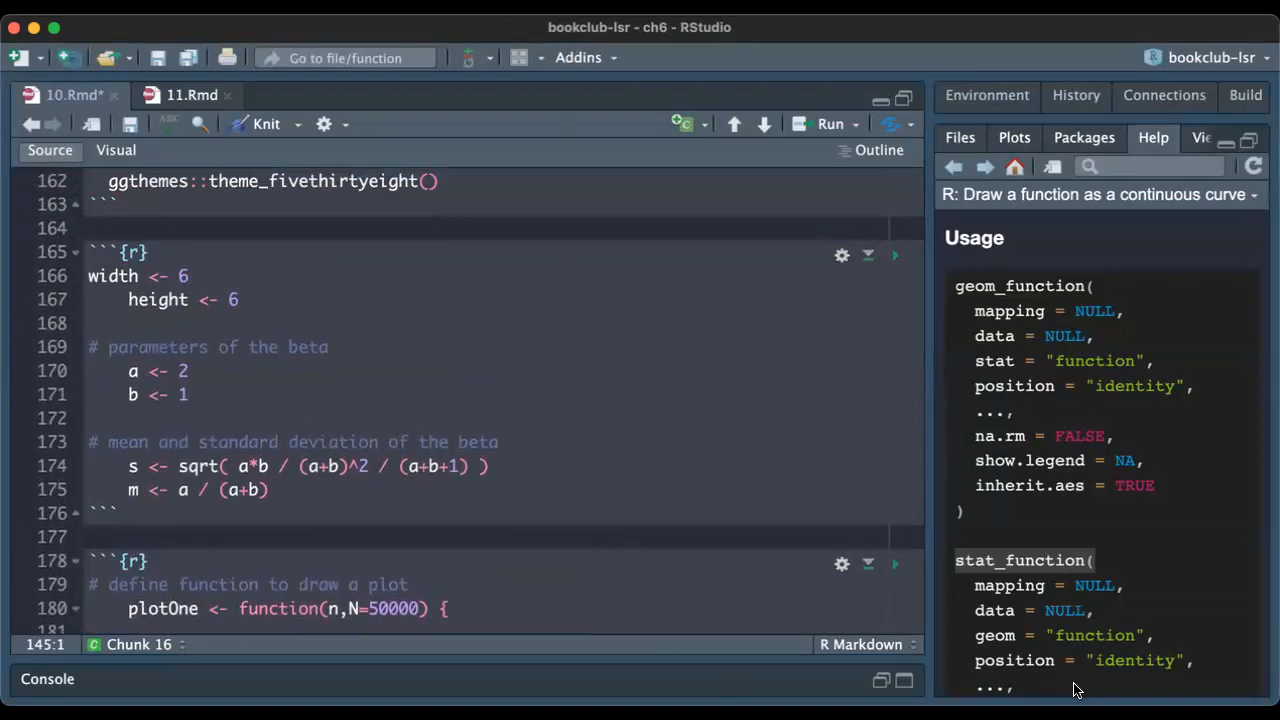 bookclub-lsr - ch6 - RStudio
Go to file/function
Addins
bookclub-lsr
10.Rmd*
11.Rmd
ABC
Knit
Run
Source
Visual
Outline
162 ggthemes::theme_fivethirtyeight()
163 ```
164
165 ```{r}
166 width <- 6
167 height <- 6
168
169 # parameters of the beta
170 a <- 2
171 b <- 1
172
173 # mean and standard deviation of the beta
174 s <- sqrt( a*b / (a+b)^2 / (a+b+1) )
175 m <- a / (a+b)
176 ```
177
178 ```{r}
179 # define function to draw a plot
180 plotOne <- function(n,N=50000) {
181
145:1
Chunk 16
R Markdown
Console
Environment
History
Connections
Build
Files
Plots
Packages
Help
Vi
R: Draw a function as a continuous curve
Usage
geom_function(
mapping = NULL,
data = NULL,
stat = "function",
position = "identity",
...,
na.rm = FALSE,
show.legend = NA,
inherit.aes = TRUE
)
stat_function(
mapping = NULL,
data = NULL,
geom = "function",
position = "identity",
...,